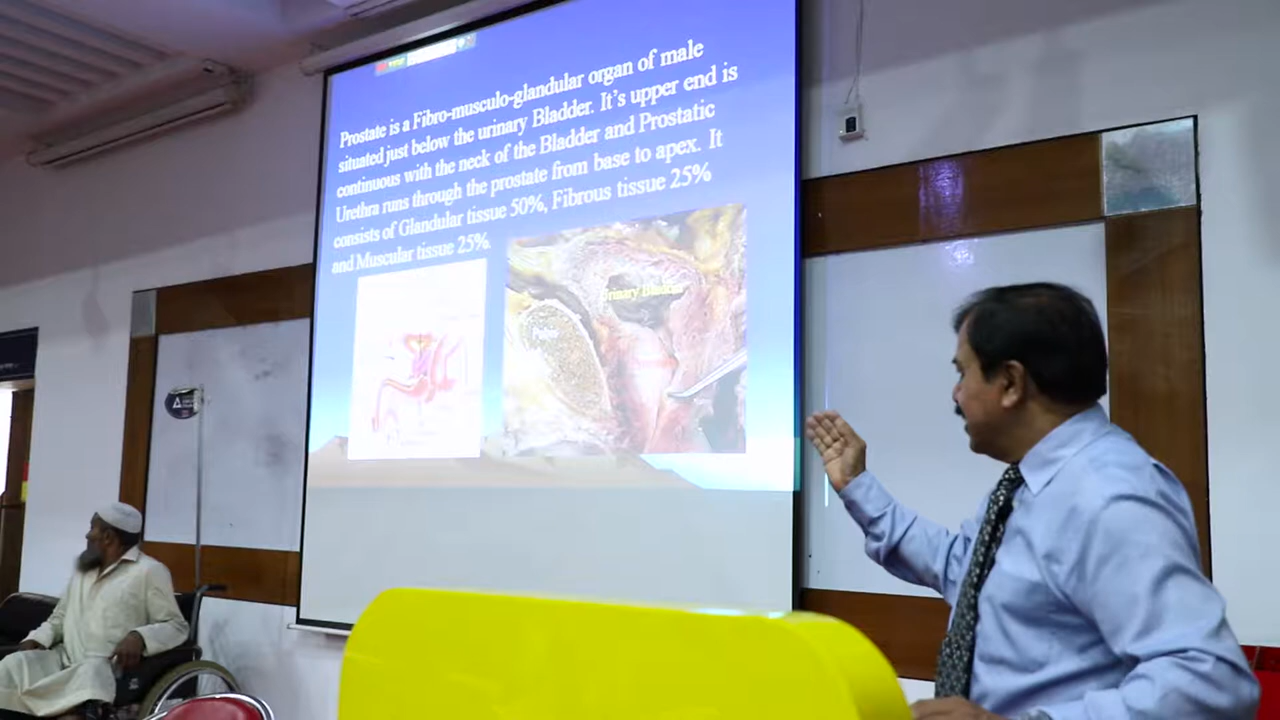 Prostate is a Fibro-musculo-glandular organ of male
situated just below the urinary Bladder. It's upper end is
continuous with the neck of the Bladder and Prostatic
Urethra runs through the prostate from base to apex. It
consists of Glandular tissue 50%, Fibrous tissue 25%
and Muscular tissue 25%.
Urinary Bladder